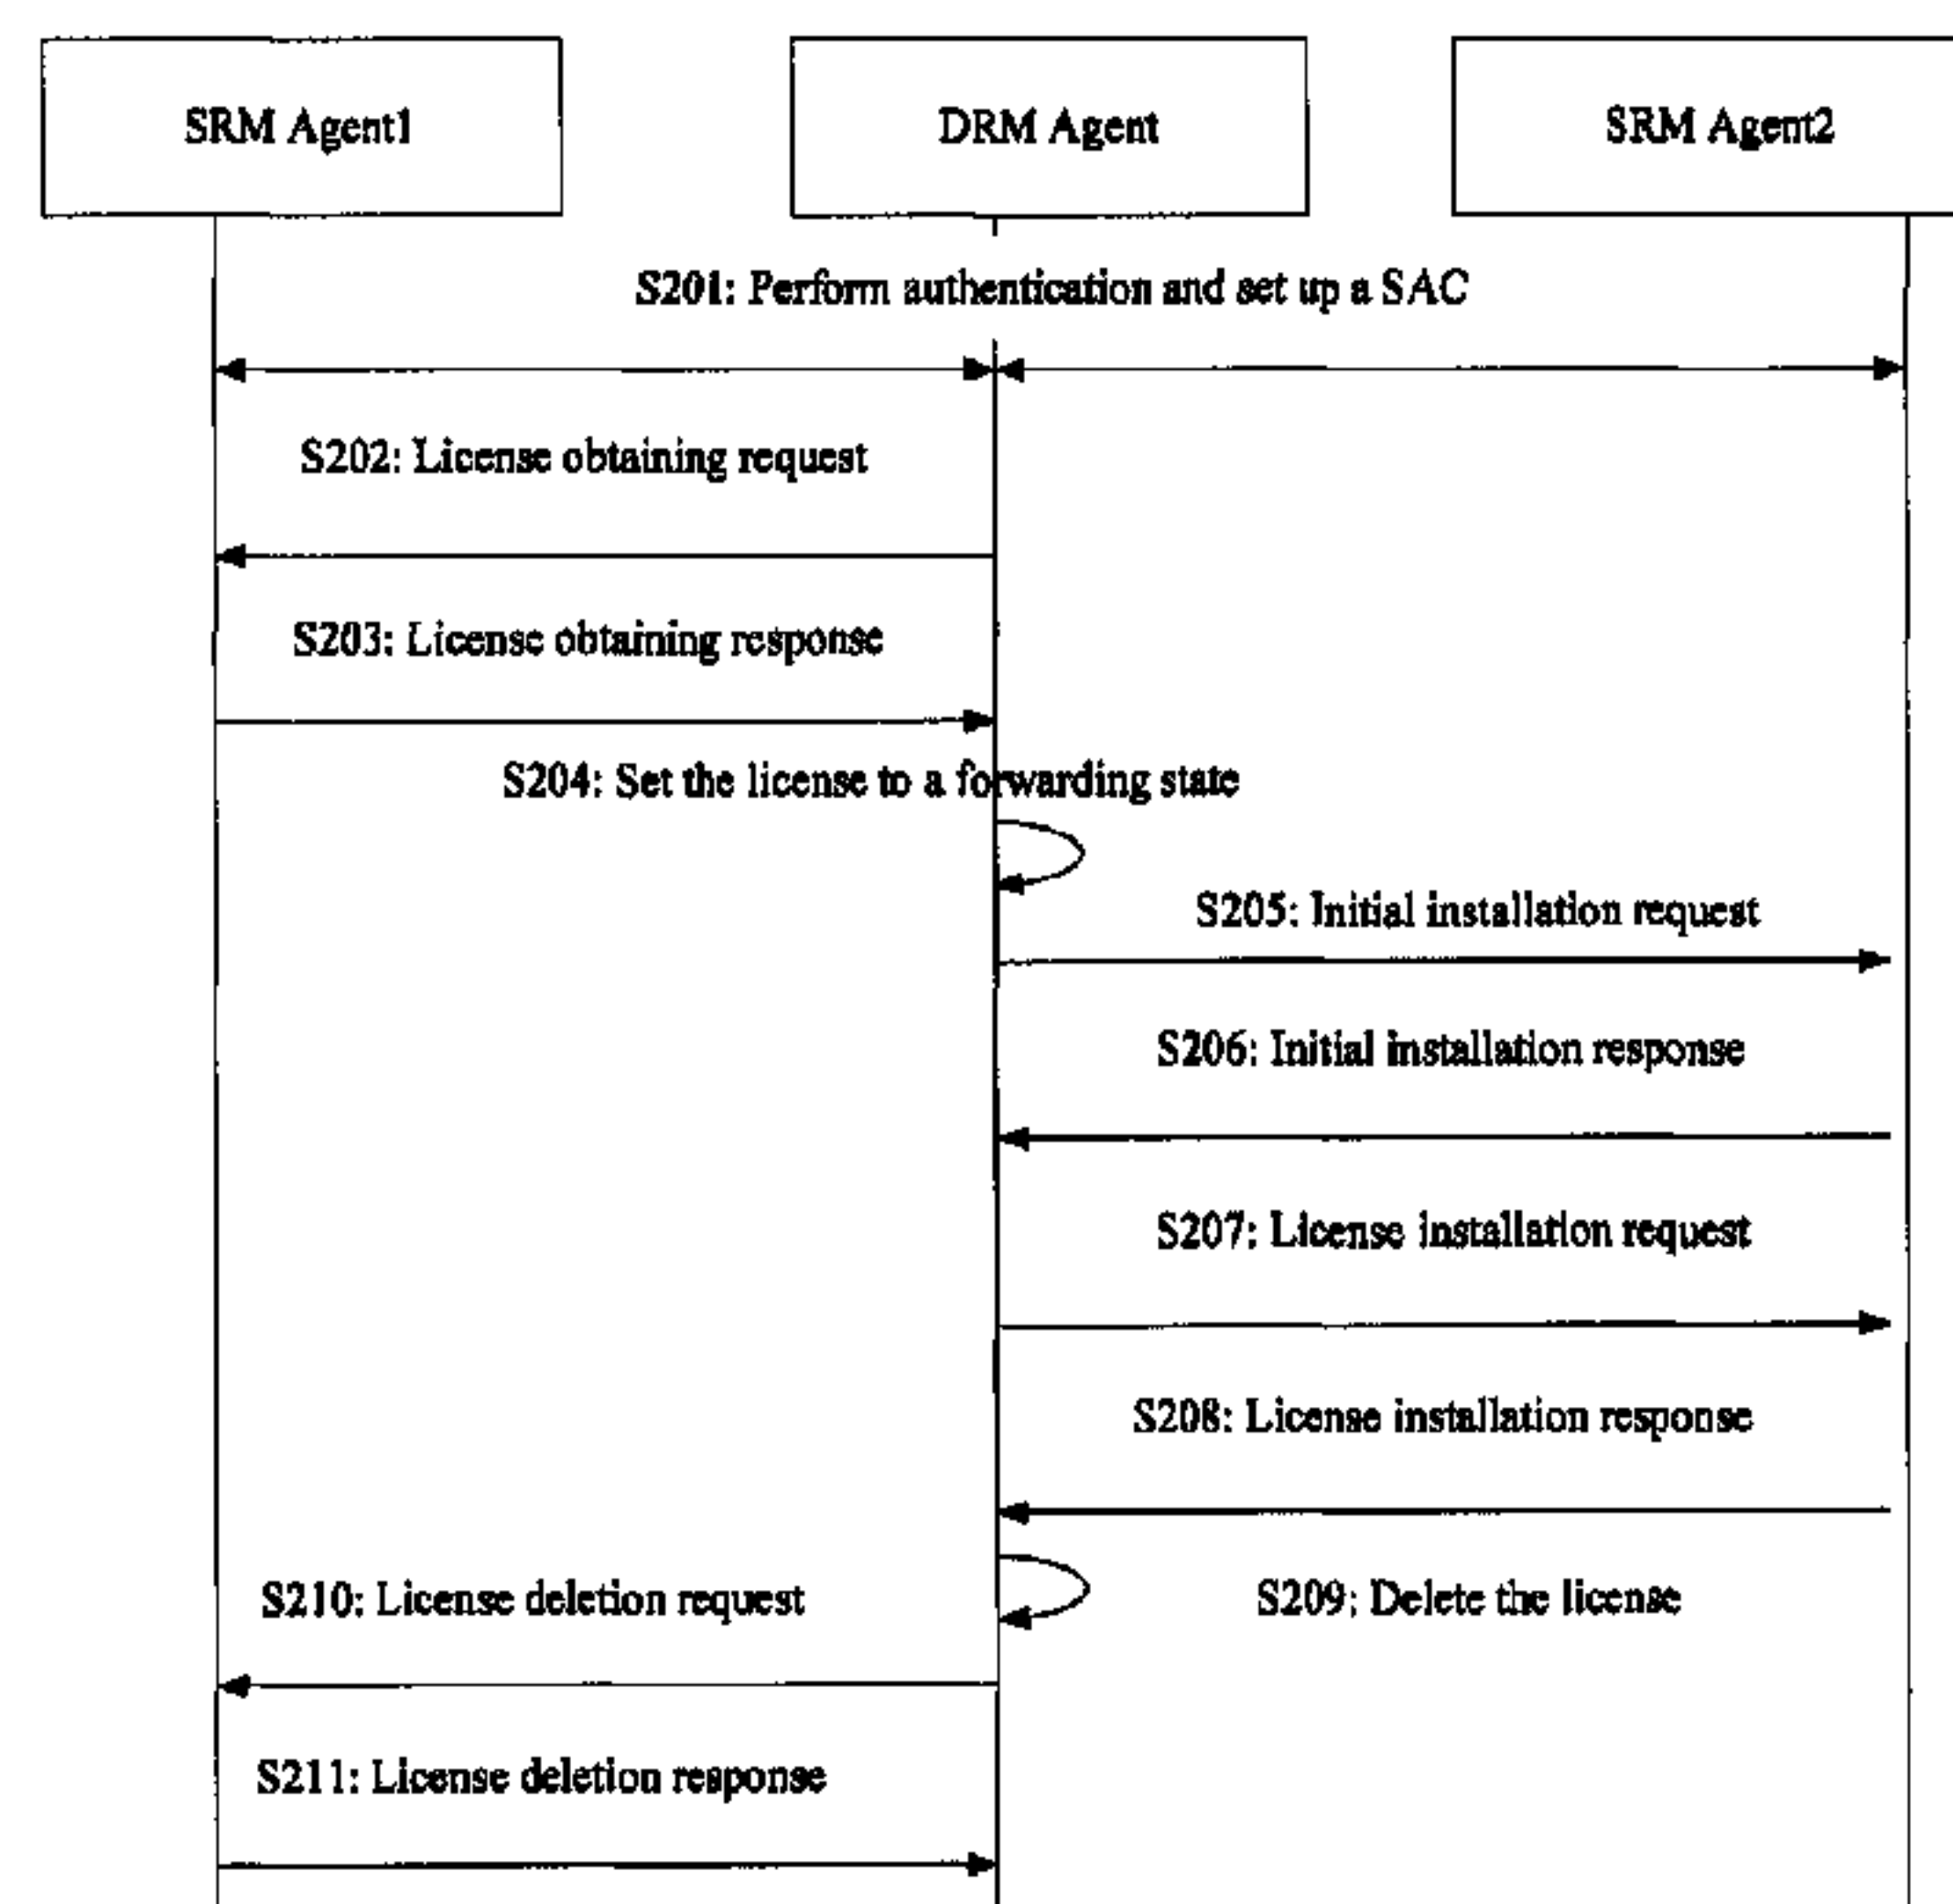 SRM Agent1
DRM Agent
SRM Agent2
S201: Perform authentication and set up a SAC
S202: License obtaining request
S203: License obtaining response
S204: Set the license to a forwarding state
S205: Initial installation request
S206: Initial installation response
S207: License installation request
S208: License installation response
S210: License deletion request
S209: Delete the license
S211: License deletion response